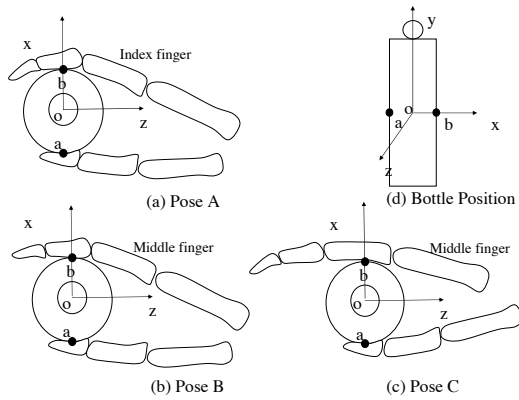 x
Index finger
b
o
z
a
(a) Pose A
y
o
a
b
x
z
(d) Bottle Position
x
Middle finger
b
o
z
a
(b) Pose B
x
Middle finger
b
o
z
a
(c) Pose C